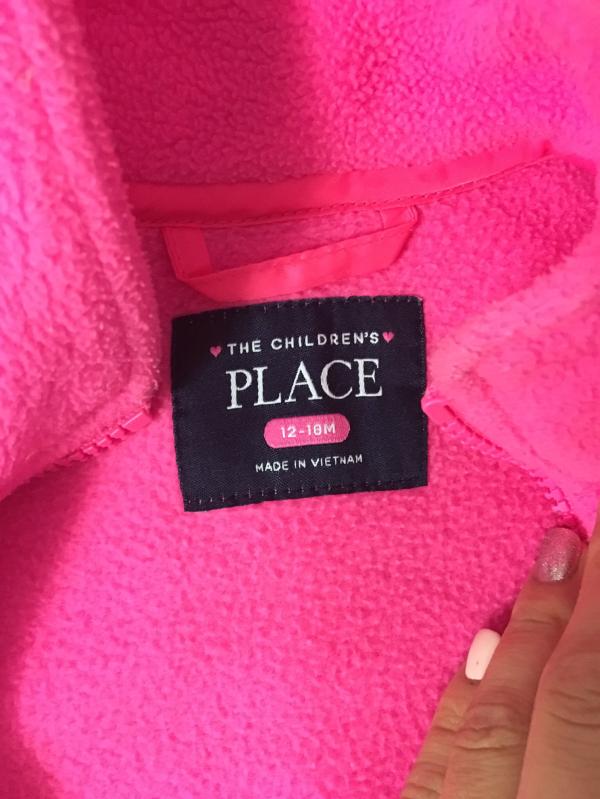 THE CHILDREN'S
PLACE
12-18M
MADE IN VIETNAM